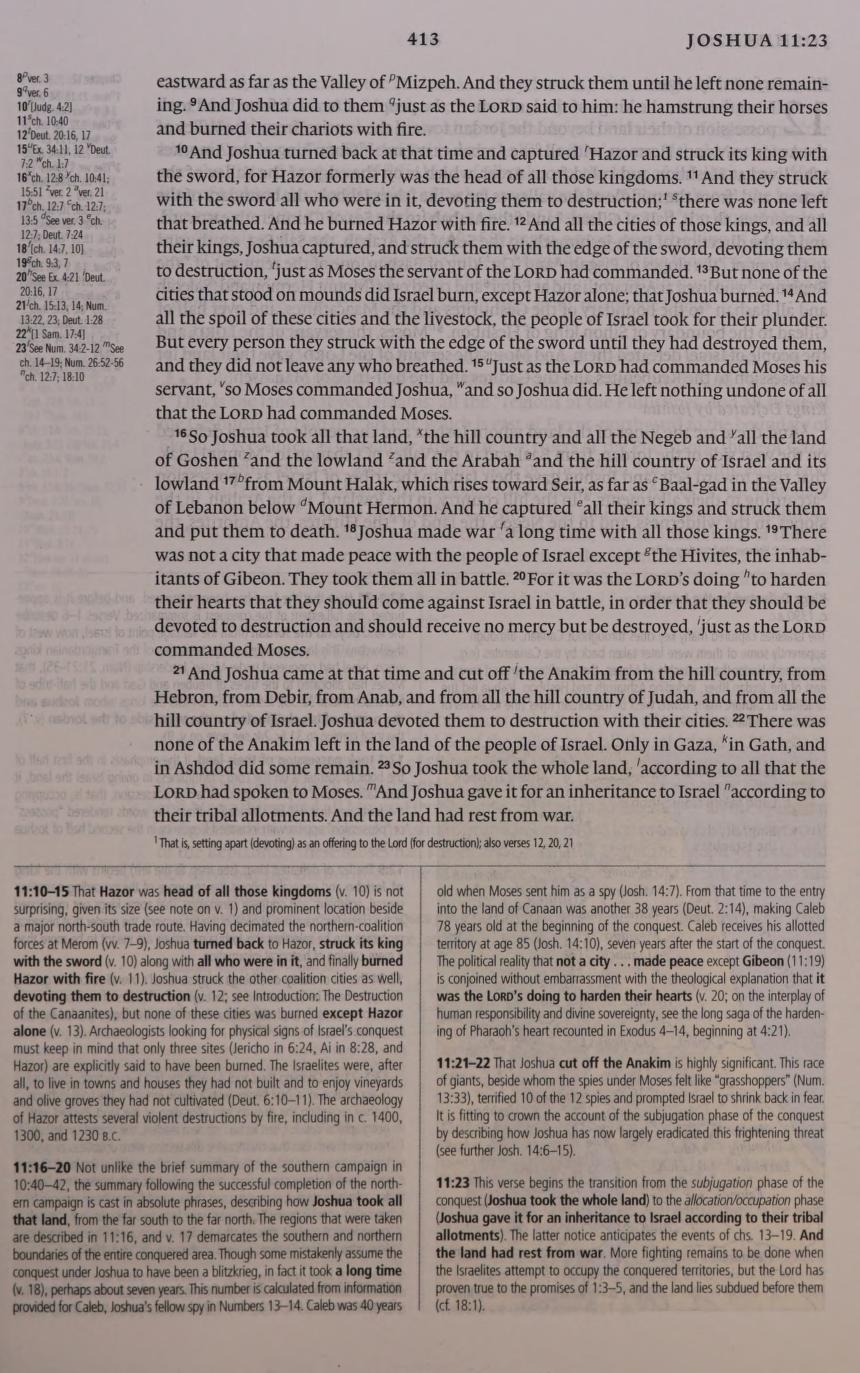 413
JOSHUA 11:23
8 p ver. 3
9 q ver. 6
10 r [Judg. 4:2]
11 s ch. 10:40
12 t Deut. 20:16, 17
15 u Ex. 34:11, 12 v Deut.
7:2 w ch. 1:7
16 x ch. 12:8 y ch. 10:41;
15:51 z ver. 2 a ver. 21
17 b ch. 12:7 c ch. 12:7;
13:5 d See ver. 3 e ch.
12:7; Deut. 7:24
18 f [ch. 14:7, 10]
19 g ch. 9:3, 7
20 h See Ex. 4:21 i Deut.
20:16, 17
21 j ch. 15:13, 14; Num.
13:22, 23; Deut. 1:28
22 k [1 Sam. 17:4]
23 l See Num. 34:2-12 m See
ch. 14–19; Num. 26:52-56
n ch. 12:7; 18:10
eastward as far as the Valley of p Mizpeh. And they struck them until he left none remain-
ing. 9 And Joshua did to them q just as the LORD said to him: he hamstrung their horses
and burned their chariots with fire.
10 And Joshua turned back at that time and captured r Hazor and struck its king with
the sword, for Hazor formerly was the head of all those kingdoms. 11 And they struck
with the sword all who were in it, devoting them to destruction;1 s there was none left
that breathed. And he burned Hazor with fire. 12 And all the cities of those kings, and all
their kings, Joshua captured, and struck them with the edge of the sword, devoting them
to destruction, t just as Moses the servant of the LORD had commanded. 13 But none of the
cities that stood on mounds did Israel burn, except Hazor alone; that Joshua burned. 14 And
all the spoil of these cities and the livestock, the people of Israel took for their plunder.
But every person they struck with the edge of the sword until they had destroyed them,
and they did not leave any who breathed. 15 u Just as the LORD had commanded Moses his
servant, v so Moses commanded Joshua, w and so Joshua did. He left nothing undone of all
that the LORD had commanded Moses.
16 So Joshua took all that land, x the hill country and all the Negeb and y all the land
of Goshen z and the lowland z and the Arabah a and the hill country of Israel and its
lowland 17 b from Mount Halak, which rises toward Seir, as far as c Baal-gad in the Valley
of Lebanon below d Mount Hermon. And he captured e all their kings and struck them
and put them to death. 18 Joshua made war f a long time with all those kings. 19 There
was not a city that made peace with the people of Israel except g the Hivites, the inhab-
itants of Gibeon. They took them all in battle. 20 For it was the LORD's doing h to harden
their hearts that they should come against Israel in battle, in order that they should be
devoted to destruction and should receive no mercy but be destroyed, i just as the LORD
commanded Moses.
21 And Joshua came at that time and cut off j the Anakim from the hill country, from
Hebron, from Debir, from Anab, and from all the hill country of Judah, and from all the
hill country of Israel. Joshua devoted them to destruction with their cities. 22 There was
none of the Anakim left in the land of the people of Israel. Only in Gaza, k in Gath, and
in Ashdod did some remain. 23 So Joshua took the whole land, l according to all that the
LORD had spoken to Moses. m And Joshua gave it for an inheritance to Israel n according to
their tribal allotments. And the land had rest from war.
1 That is, setting apart (devoting) as an offering to the Lord (for destruction); also verses 12, 20, 21
11:10–15 That Hazor was head of all those kingdoms (v. 10) is not
surprising, given its size (see note on v. 1) and prominent location beside
a major north-south trade route. Having decimated the northern-coalition
forces at Merom (vv. 7–9), Joshua turned back to Hazor, struck its king
with the sword (v. 10) along with all who were in it, and finally burned
Hazor with fire (v. 11). Joshua struck the other coalition cities as well,
devoting them to destruction (v. 12; see Introduction: The Destruction
of the Canaanites), but none of these cities was burned except Hazor
alone (v. 13). Archaeologists looking for physical signs of Israel's conquest
must keep in mind that only three sites (Jericho in 6:24, Ai in 8:28, and
Hazor) are explicitly said to have been burned. The Israelites were, after
all, to live in towns and houses they had not built and to enjoy vineyards
and olive groves they had not cultivated (Deut. 6:10–11). The archaeology
of Hazor attests several violent destructions by fire, including in c. 1400,
1300, and 1230 B.C.
11:16–20 Not unlike the brief summary of the southern campaign in
10:40–42, the summary following the successful completion of the north-
ern campaign is cast in absolute phrases, describing how Joshua took all
that land, from the far south to the far north. The regions that were taken
are described in 11:16, and v. 17 demarcates the southern and northern
boundaries of the entire conquered area. Though some mistakenly assume the
conquest under Joshua to have been a blitzkrieg, in fact it took a long time
(v. 18), perhaps about seven years. This number is calculated from information
provided for Caleb, Joshua's fellow spy in Numbers 13–14. Caleb was 40 years
old when Moses sent him as a spy (Josh. 14:7). From that time to the entry
into the land of Canaan was another 38 years (Deut. 2:14), making Caleb
78 years old at the beginning of the conquest. Caleb receives his allotted
territory at age 85 (Josh. 14:10), seven years after the start of the conquest.
The political reality that not a city . . . made peace except Gibeon (11:19)
is conjoined without embarrassment with the theological explanation that it
was the LORD's doing to harden their hearts (v. 20; on the interplay of
human responsibility and divine sovereignty, see the long saga of the harden-
ing of Pharaoh's heart recounted in Exodus 4–14, beginning at 4:21).
11:21–22 That Joshua cut off the Anakim is highly significant. This race
of giants, beside whom the spies under Moses felt like "grasshoppers" (Num.
13:33), terrified 10 of the 12 spies and prompted Israel to shrink back in fear.
It is fitting to crown the account of the subjugation phase of the conquest
by describing how Joshua has now largely eradicated this frightening threat
(see further Josh. 14:6–15).
11:23 This verse begins the transition from the subjugation phase of the
conquest (Joshua took the whole land) to the allocation/occupation phase
(Joshua gave it for an inheritance to Israel according to their tribal
allotments). The latter notice anticipates the events of chs. 13–19. And
the land had rest from war. More fighting remains to be done when
the Israelites attempt to occupy the conquered territories, but the Lord has
proven true to the promises of 1:3–5, and the land lies subdued before them
(cf. 18:1).